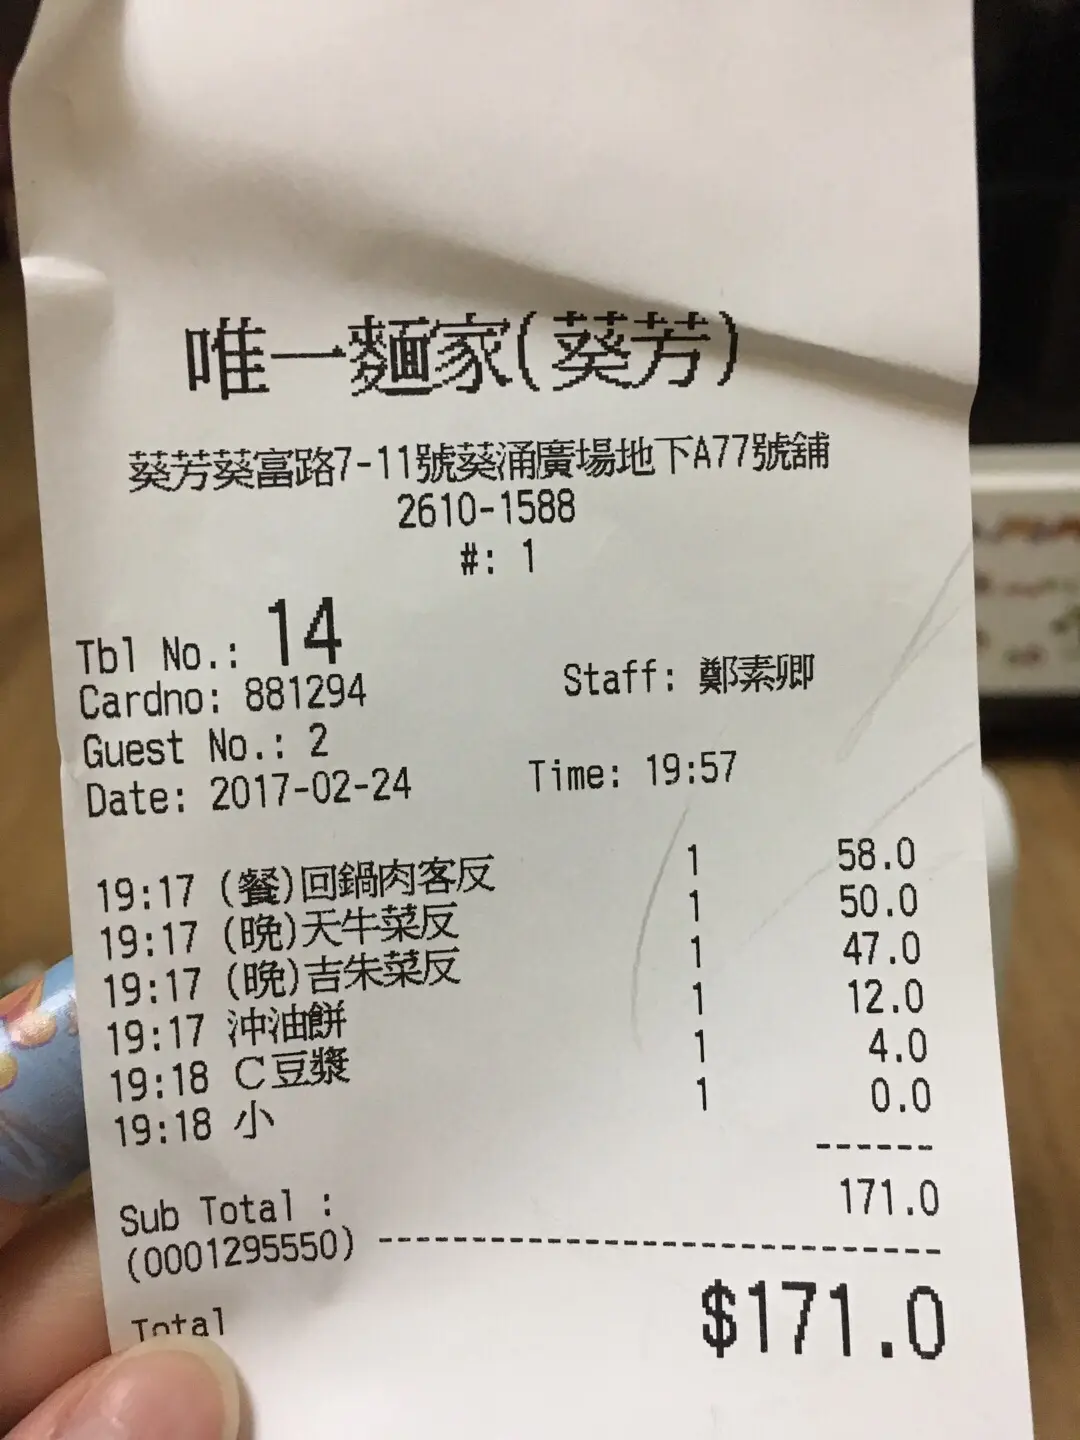 唯一麵家(葵芳)
葵芳葵富路7-11號葵涌廣場地下A77號舖
2610-1588
#: 1
Tbl No.: 14
Cardno: 881294 Staff: 鄭素卿
Guest No.: 2
Date: 2017-02-24 Time: 19:57
19:17 (餐)回鍋肉客反 1 58.0
19:17 (晚)天牛菜反 1 50.0
19:17 (晚)吉朱菜反 1 47.0
19:17 沖油餅 1 12.0
19:18 C豆漿 1 4.0
19:18 小 1 0.0
------
Sub Total : 171.0
(0001295550) ------------------------------
Total $171.0